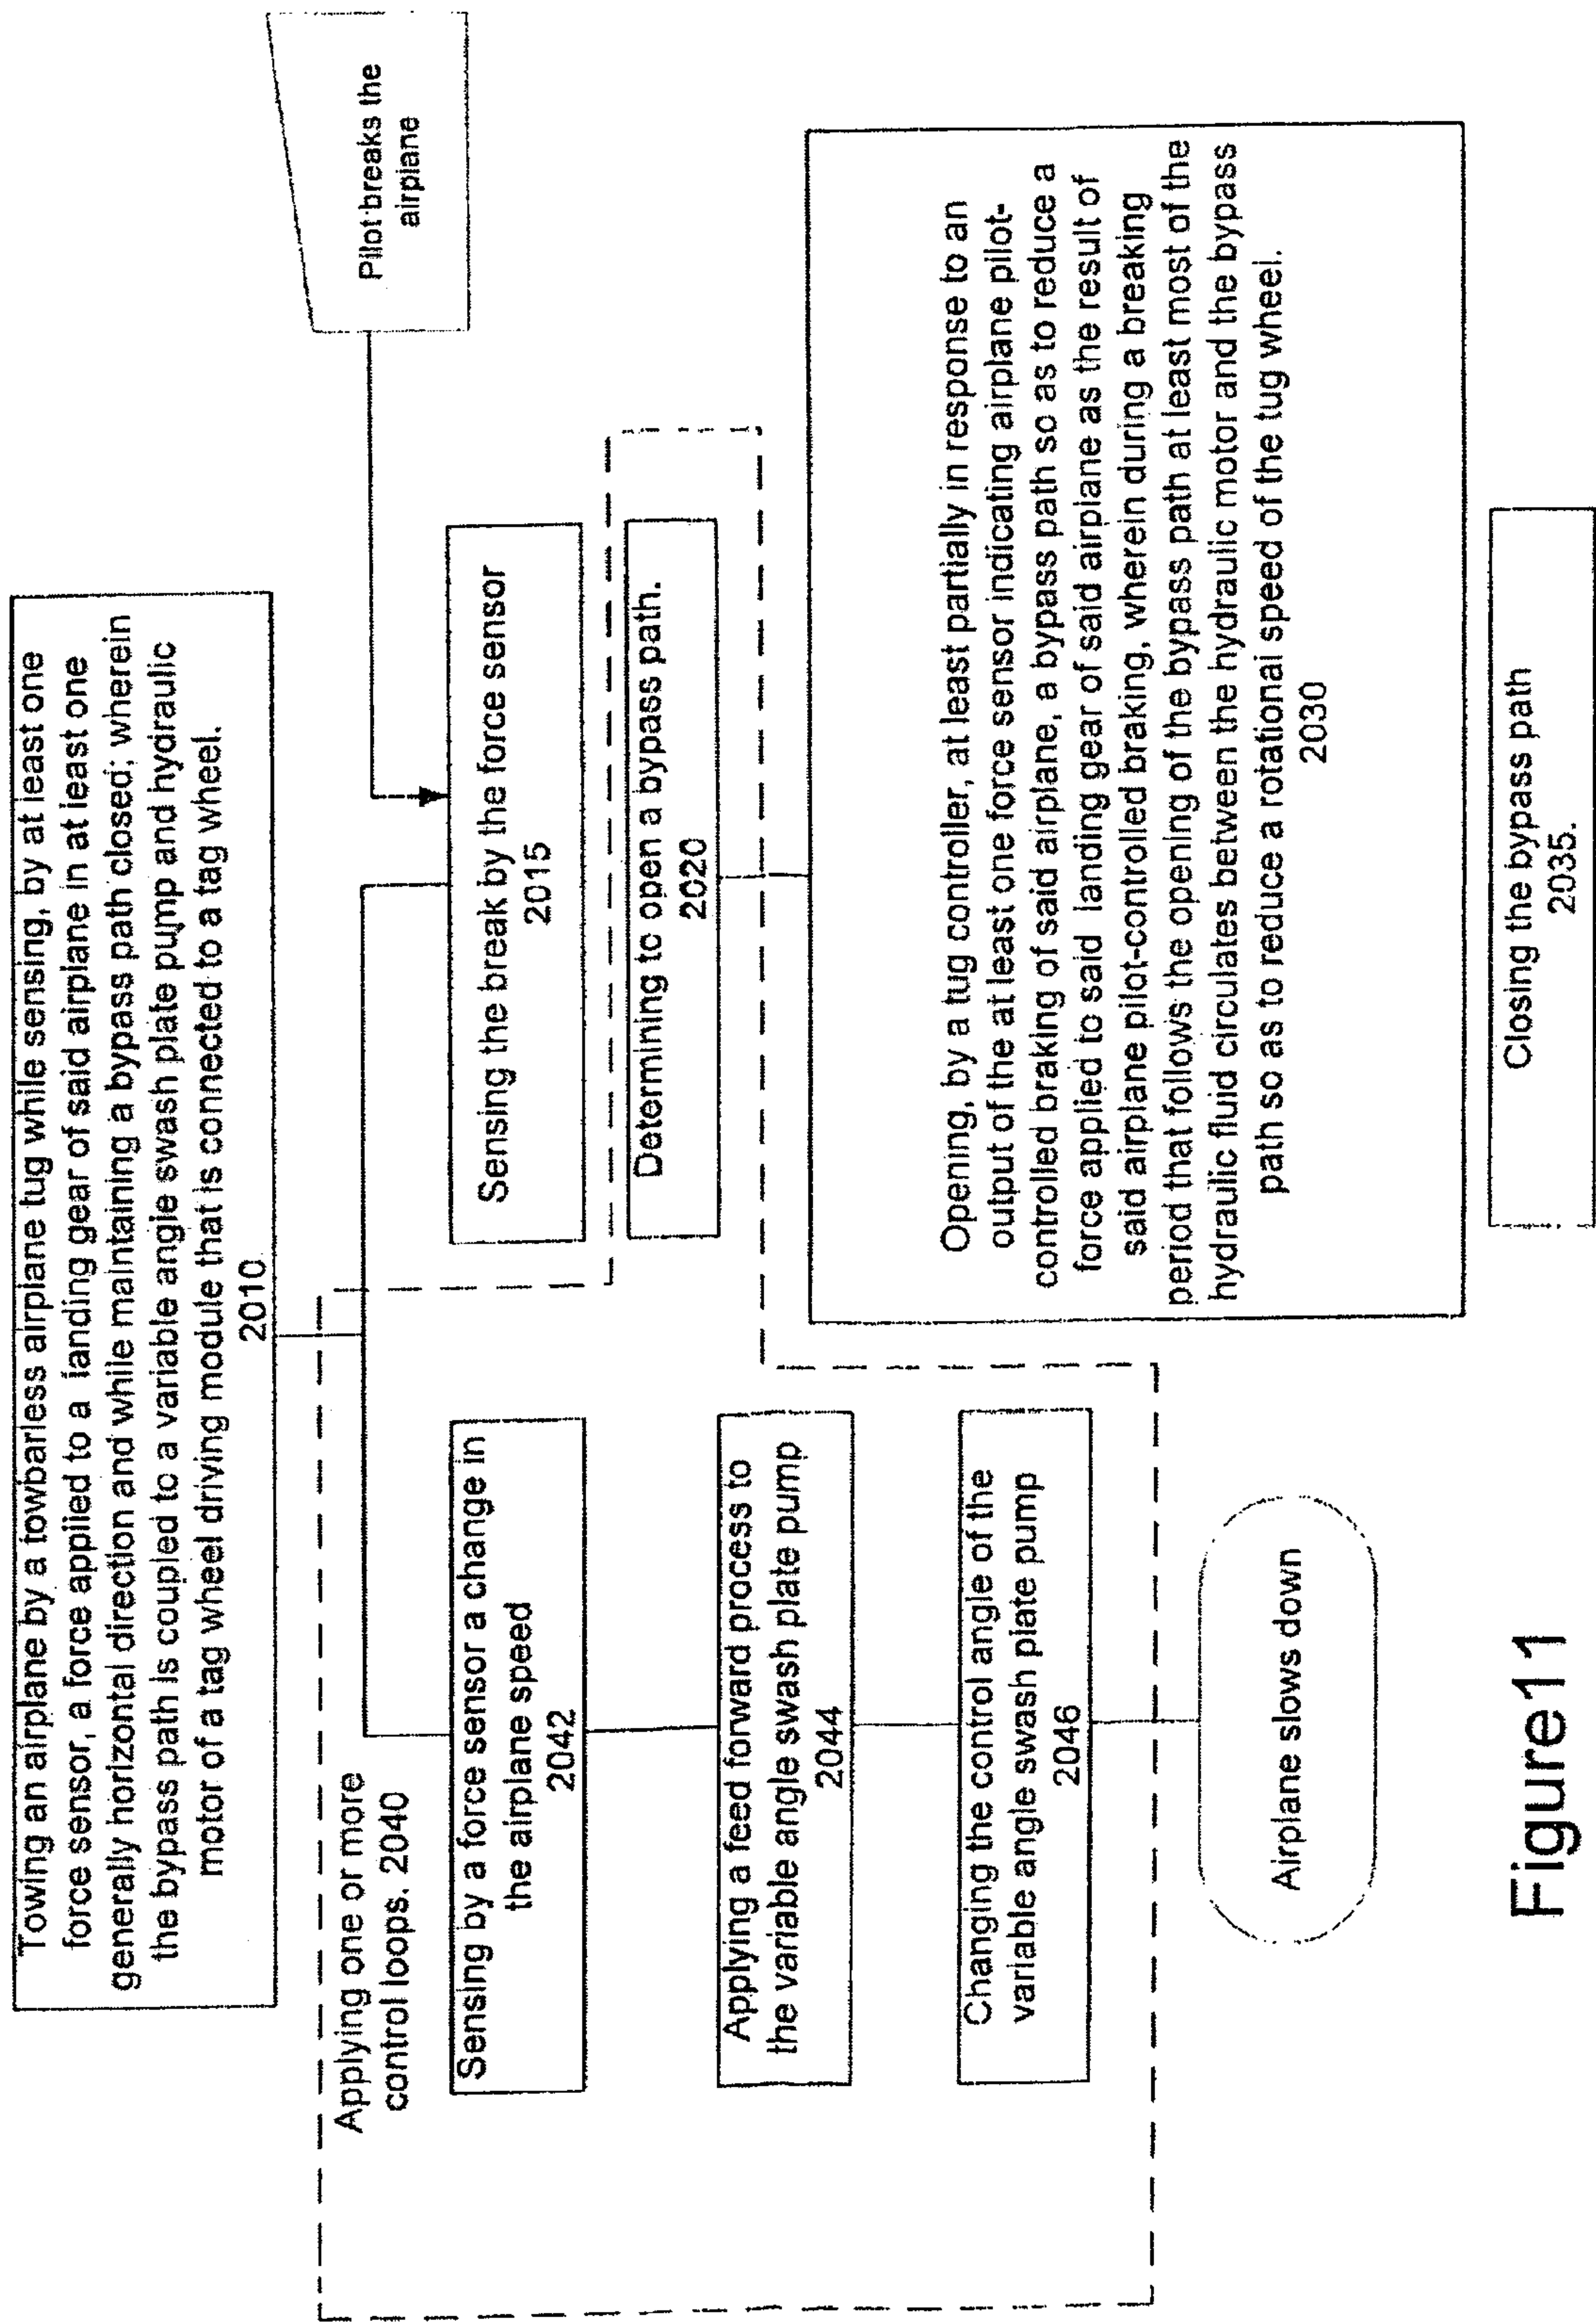 Towing an airplane by a towbarless airplane tug while sensing, by at least one
force sensor, a force applied to a landing gear of said airplane in at least one
generally horizontal direction and while maintaining a bypass path closed; wherein
the bypass path is coupled to a variable angle swash plate pump and hydraulic
motor of a tag wheel driving module that is connected to a tag wheel.
2010
Pilot breaks the
airplane
Applying one or more
control loops. 2040
Sensing by a force sensor a change in
the airplane speed
2042
Sensing the break by the force sensor
2015
Determining to open a bypass path.
2020
Applying a feed forward process to
the variable angle swash plate pump
2044
Changing the control angle of the
variable angle swash plate pump
2046
Airplane slows down
Opening, by a tug controller, at least partially in response to an
output of the at least one force sensor indicating airplane pilot-
controlled braking of said airplane, a bypass path so as to reduce a
force applied to said landing gear of said airplane as the result of
said airplane pilot-controlled braking, wherein during a breaking
period that follows the opening of the bypass path at least most of the
hydraulic fluid circulates between the hydraulic motor and the bypass
path so as to reduce a rotational speed of the tug wheel.
2030
Closing the bypass path
2035.
Figure11